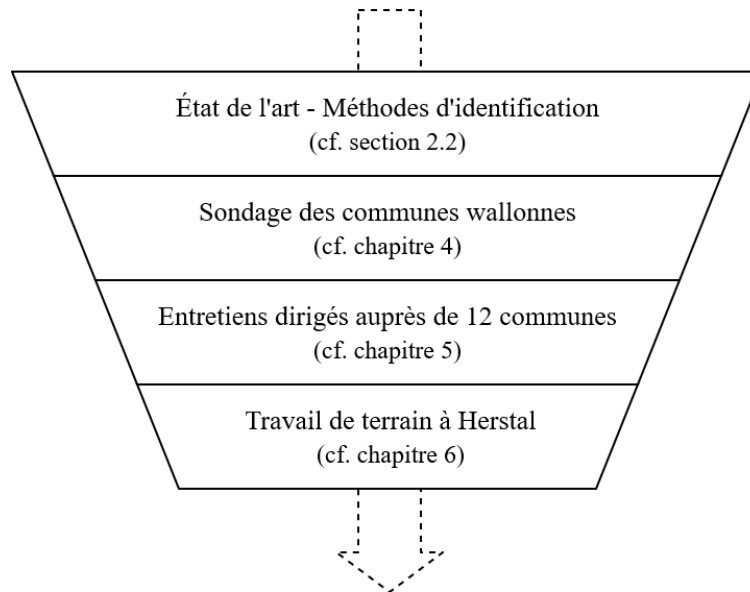 État de l'art - Méthodes d'identification
(cf. section 2.2)
Sondage des communes wallonnes
(cf. chapitre 4)
Entretiens dirigés auprès de 12 communes
(cf. chapitre 5)
Travail de terrain à Herstal
(cf. chapitre 6)